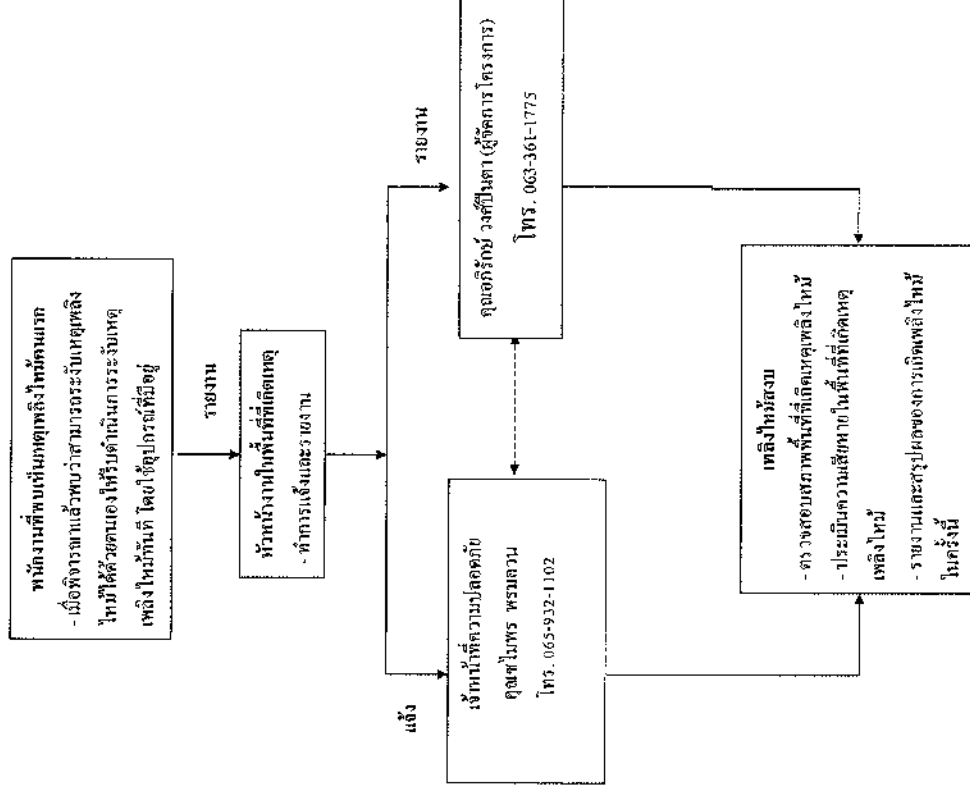 พนักงานที่พบเห็นเหตุเพลิงไหม้คนแรก
- เมื่อพิจารณาแล้วพบว่าสามารถระงับเหตุเพลิง
ไหม้ได้ด้วยตนเองให้รีบดำเนินการระงับเหตุ
เพลิงไหม้ทันที โดยใช้อุปกรณ์ที่มีอยู่
รายงาน
หัวหน้างานในพื้นที่ที่เกิดเหตุ
- ทำการแจ้งและรายงาน
แจ้ง
รายงาน
เจ้าหน้าที่ความปลอดภัย
คุณชไมพร พรมลวน
โทร. 065-932-1102
คุณอภิรักษ์ วงศ์ปินตา (ผู้จัดการโครงการ)
โทร. 063-361-1775
เพลิงไหม้สงบ
- ตรวจสอบสภาพพื้นที่ที่เกิดเหตุเพลิงไหม้
- ประเมินความเสียหายในพื้นที่ที่เกิดเหตุ
เพลิงไหม้
- รายงานและสรุปผลของการเกิดเพลิงไหม้
ในครั้งนี้